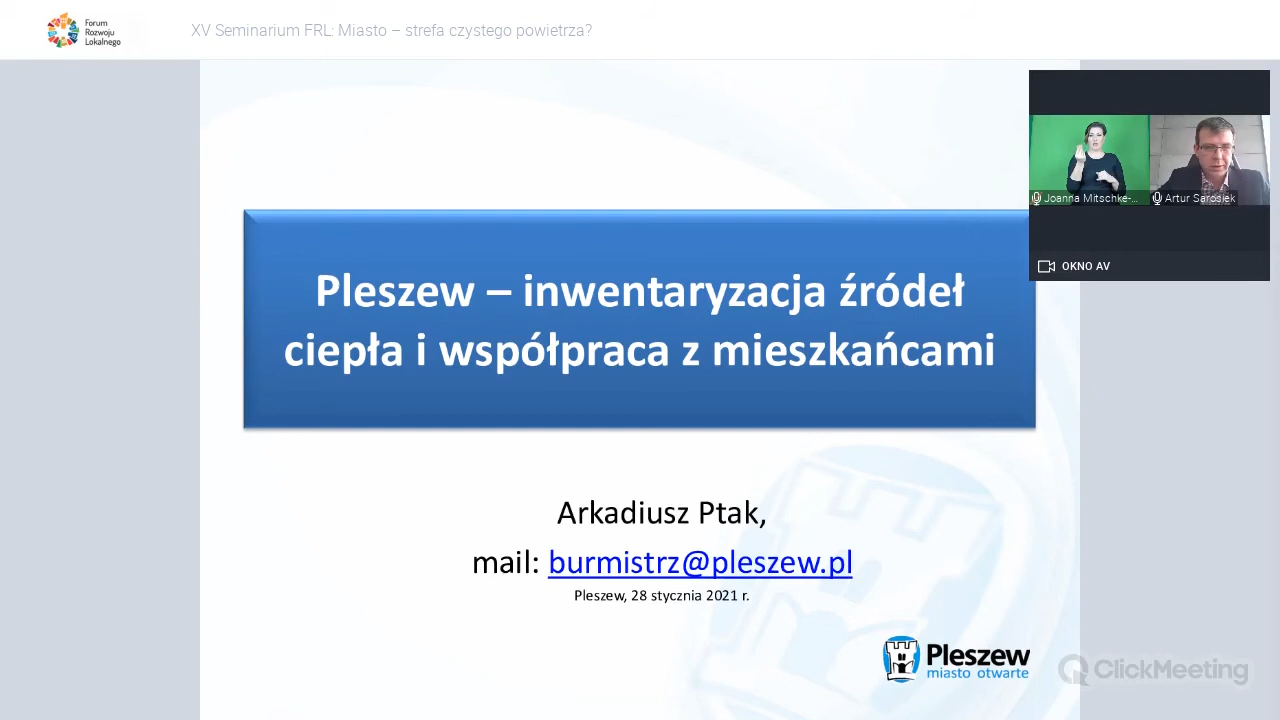 Forum
Rozwoju
Lokalnego
XV Seminarium FRL: Miasto – strefa czystego powietrza?
Joanna Mitschke-...
Artur Sarosiek
OKNO AV
Pleszew – inwentaryzacja źródeł
ciepła i współpraca z mieszkańcami
Arkadiusz Ptak,
mail: burmistrz@pleszew.pl
Pleszew, 28 stycznia 2021 r.
Pleszew
miasto otwarte
ClickMeeting